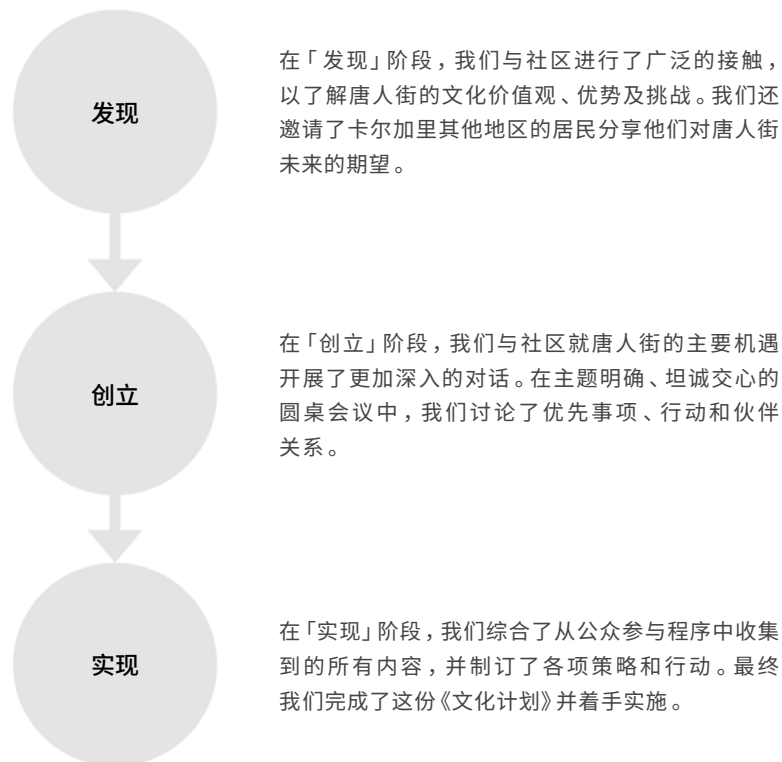 发现
在「发现」阶段，我们与社区进行了广泛的接触，
以了解唐人街的文化价值观、优势及挑战。我们还
邀请了卡尔加里其他地区的居民分享他们对唐人街
未来的期望。
创立
在「创立」阶段，我们与社区就唐人街的主要机遇
开展了更加深入的对话。在主题明确、坦诚交心的
圆桌会议中，我们讨论了优先事项、行动和伙伴
关系。
实现
在「实现」阶段，我们综合了从公众参与程序中收集
到的所有内容，并制订了各项策略和行动。最终
我们完成了这份《文化计划》并着手实施。